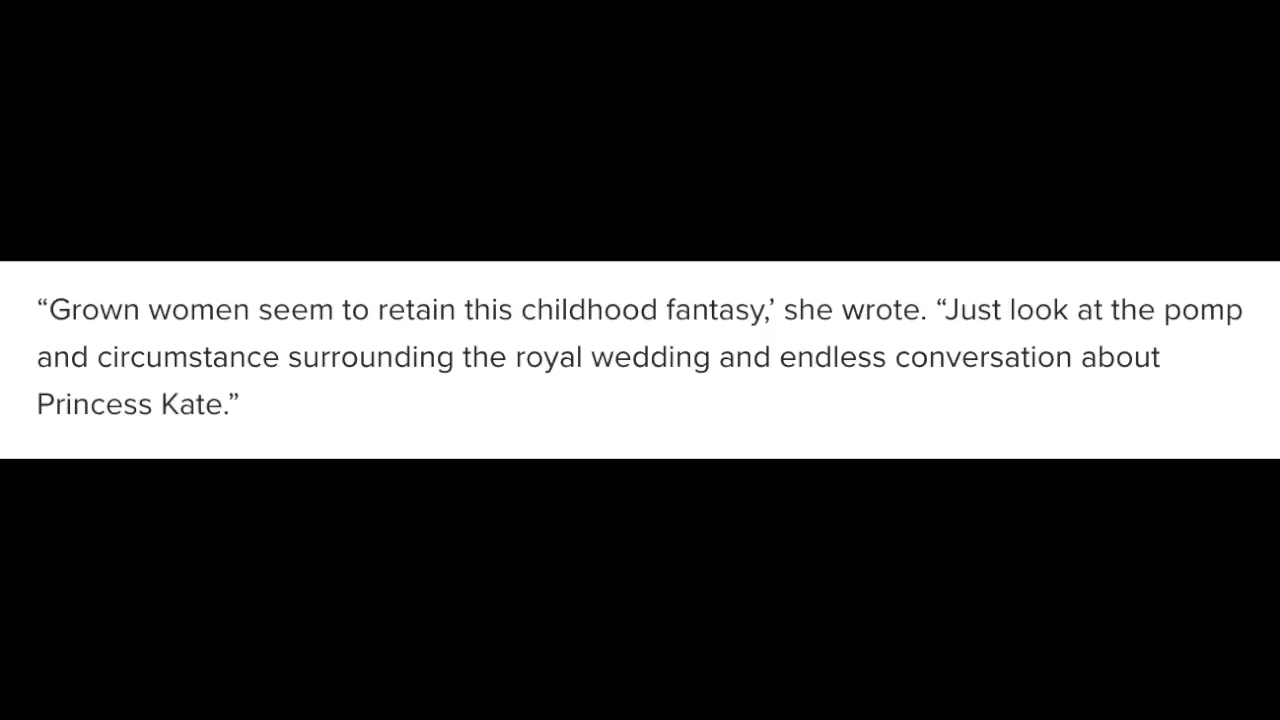 “Grown women seem to retain this childhood fantasy,’ she wrote. “Just look at the pomp
and circumstance surrounding the royal wedding and endless conversation about
Princess Kate.”